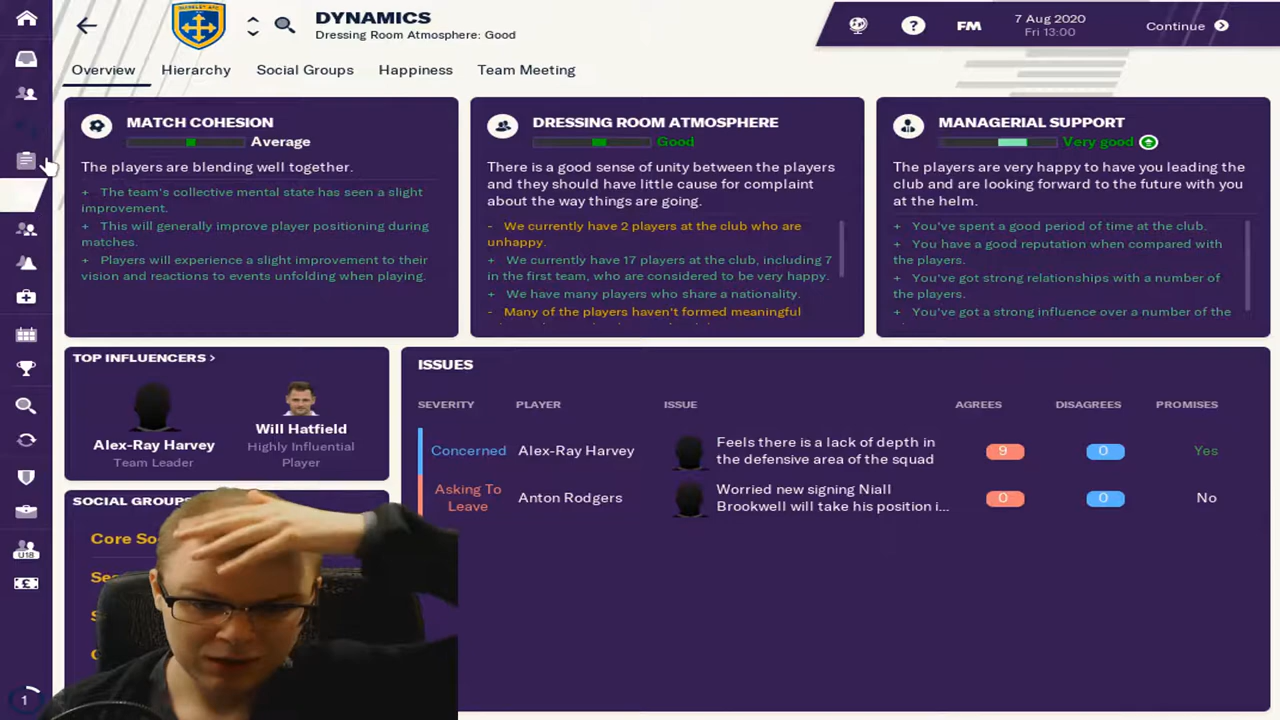 DYNAMICS
Dressing Room Atmosphere: Good
FM
7 Aug 2020
Fri 13:00
Continue
Overview
Hierarchy
Social Groups
Happiness
Team Meeting
MATCH COHESION
Average
The players are blending well together.
+ The team's collective mental state has seen a slight
improvement.
+ This will generally improve player positioning during
matches.
+ Players will experience a slight improvement to their
vision and reactions to events unfolding when playing.
DRESSING ROOM ATMOSPHERE
Good
There is a good sense of unity between the players
and they should have little cause for complaint
about the way things are going.
- We currently have 2 players at the club who are
unhappy.
+ We currently have 17 players at the club, including 7
in the first team, who are considered to be very happy.
+ We have many players who share a nationality.
- Many of the players haven't formed meaningful
MANAGERIAL SUPPORT
Very good
The players are very happy to have you leading the
club and are looking forward to the future with you
at the helm.
+ You've spent a good period of time at the club.
+ You have a good reputation when compared with
the players.
+ You've got strong relationships with a number of
the players.
+ You've got a strong influence over a number of the
TOP INFLUENCERS >
Alex-Ray Harvey
Team Leader
Will Hatfield
Highly Influential
Player
SOCIAL GROUPS
Core So
ISSUES
SEVERITY
PLAYER
ISSUE
AGREES
DISAGREES
PROMISES
Concerned
Alex-Ray Harvey
Feels there is a lack of depth in
the defensive area of the squad
9
0
Yes
Asking To
Leave
Anton Rodgers
Worried new signing Niall
Brookwell will take his position i...
0
0
No
U18
1